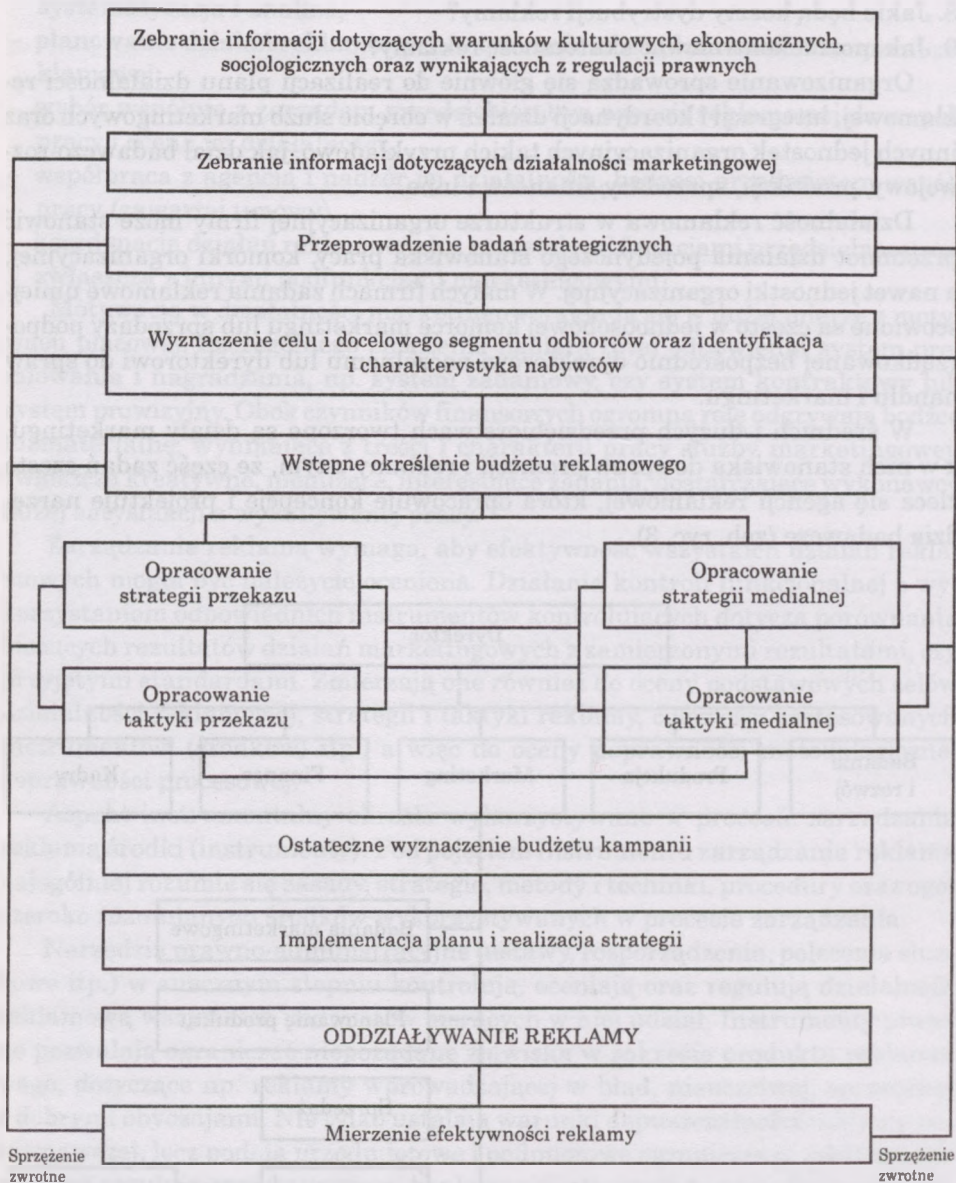 Zebranie informacji dotyczących warunków kulturowych, ekonomicznych,
socjologicznych oraz wynikających z regulacji prawnych
Zebranie informacji dotyczących działalności marketingowej
Przeprowadzenie badań strategicznych
Wyznaczenie celu i docelowego segmentu odbiorców oraz identyfikacja
i charakterystyka nabywców
Wstępne określenie budżetu reklamowego
Opracowanie
strategii przekazu
Opracowanie
strategii medialnej
Opracowanie
taktyki przekazu
Opracowanie
taktyki medialnej
Ostateczne wyznaczenie budżetu kampanii
Implementacja planu i realizacja strategii
ODDZIAŁYWANIE REKLAMY
Mierzenie efektywności reklamy
Sprzężenie
zwrotne
Sprzężenie
zwrotne